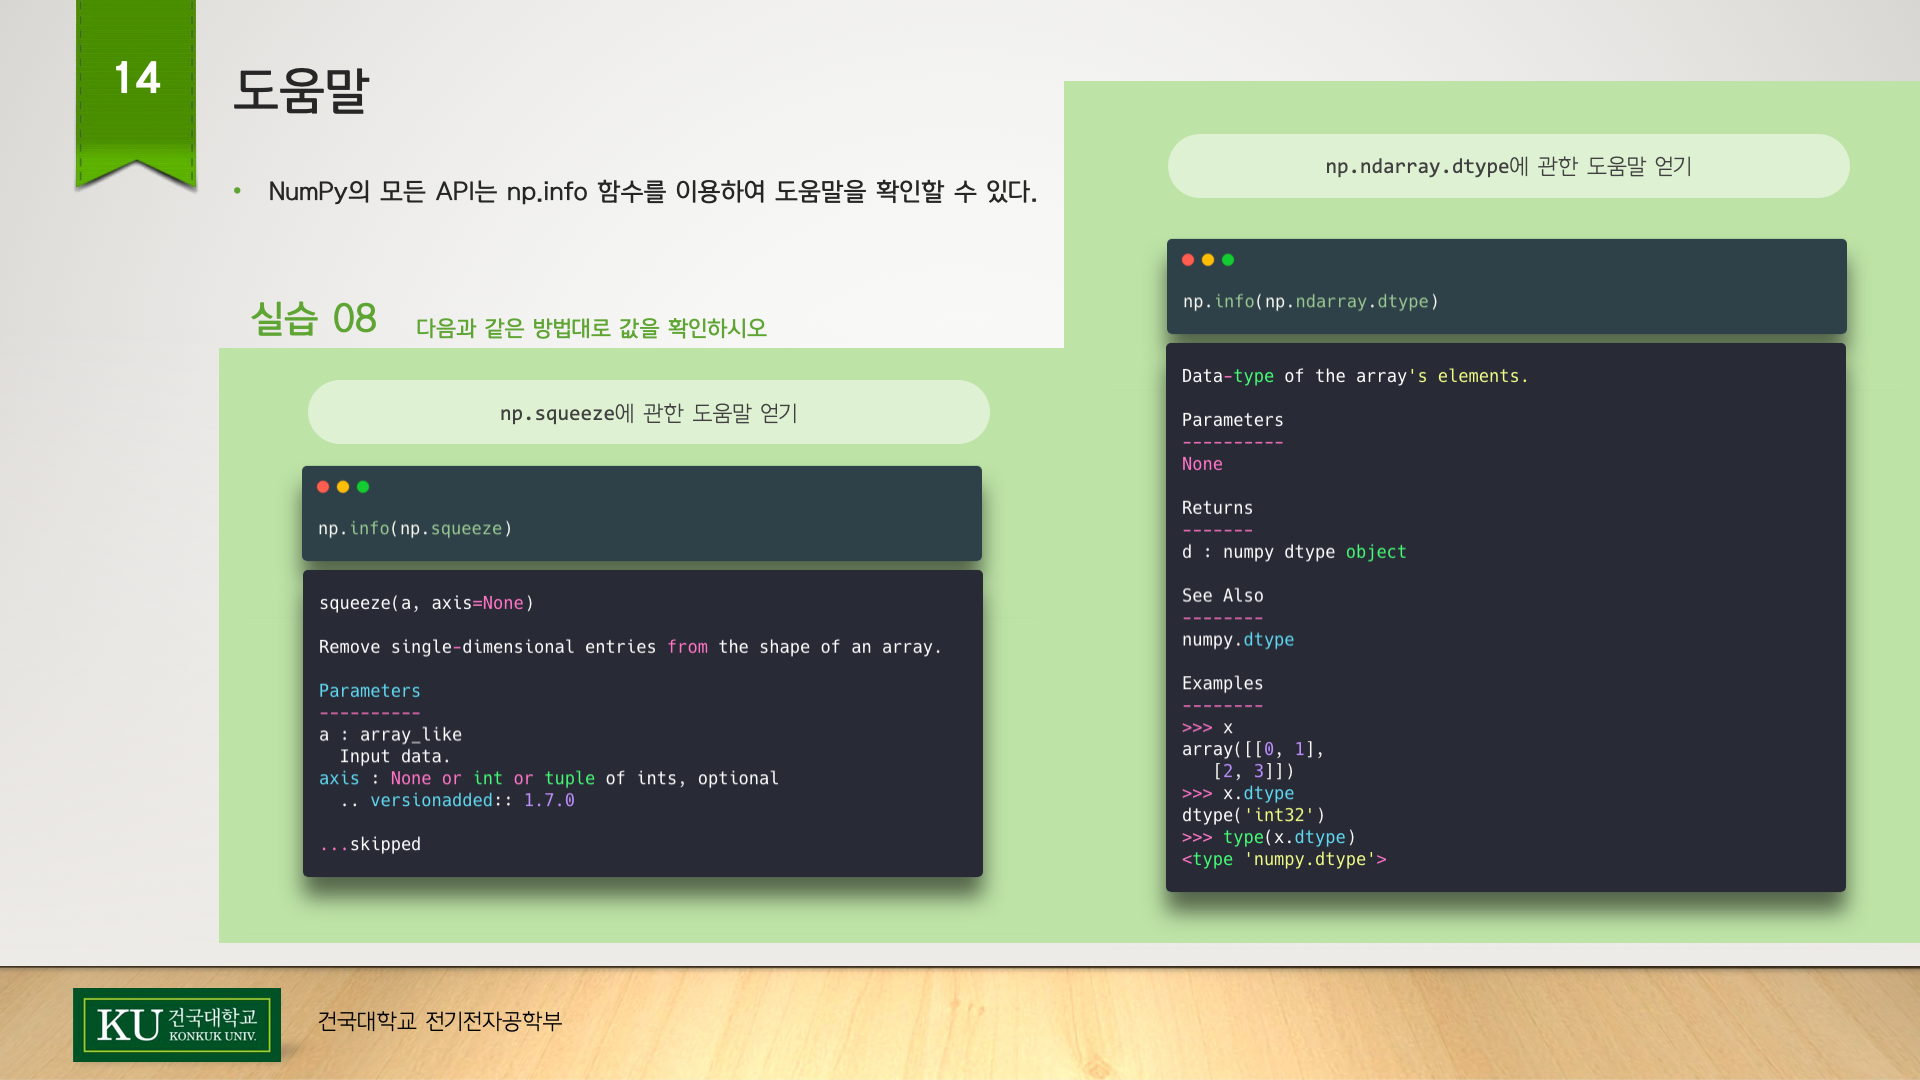 14
도움말
• NumPy의 모든 API는 np.info 함수를 이용하여 도움말을 확인할 수 있다.
실습 08 다음과 같은 방법대로 값을 확인하시오
np.squeeze에 관한 도움말 얻기
np.info(np.squeeze)
squeeze(a, axis=None)
Remove single-dimensional entries from the shape of an array.
Parameters
----------
a : array_like
  Input data.
axis : None or int or tuple of ints, optional
  .. versionadded:: 1.7.0
...skipped
np.ndarray.dtype에 관한 도움말 얻기
np.info(np.ndarray.dtype)
Data-type of the array's elements.
Parameters
----------
None
Returns
-------
d : numpy dtype object
See Also
--------
numpy.dtype
Examples
--------
>>> x
array([[0, 1],
   [2, 3]])
>>> x.dtype
dtype('int32')
>>> type(x.dtype)
<type 'numpy.dtype'>
KU 건국대학교
KONKUK UNIV.
건국대학교 전기전자공학부